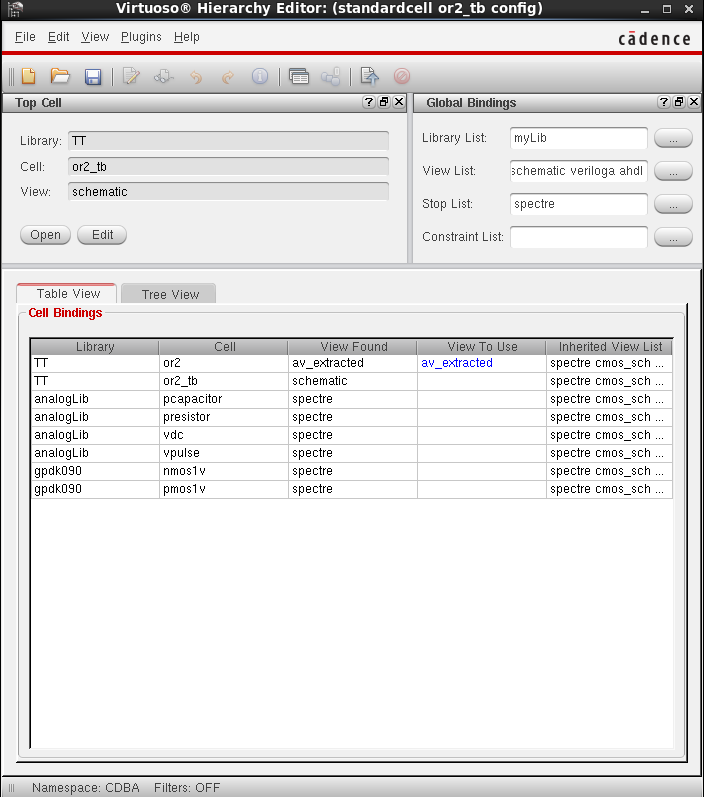 Virtuoso® Hierarchy Editor: (standardcell or2_tb config)
File Edit View Plugins Help
cādence
Top Cell
Library: TT
Cell: or2_tb
View: schematic
Open Edit
Global Bindings
Library List: myLib ...
View List: schematic veriloga ahdl ...
Stop List: spectre ...
Constraint List: ...
Table View Tree View
Cell Bindings
Library Cell View Found View To Use Inherited View List
TT or2 av_extracted av_extracted spectre cmos_sch ...
TT or2_tb schematic spectre cmos_sch ...
analogLib pcapacitor spectre spectre cmos_sch ...
analogLib presistor spectre spectre cmos_sch ...
analogLib vdc spectre spectre cmos_sch ...
analogLib vpulse spectre spectre cmos_sch ...
gpdk090 nmos1v spectre spectre cmos_sch ...
gpdk090 pmos1v spectre spectre cmos_sch ...
Namespace: CDBA Filters: OFF